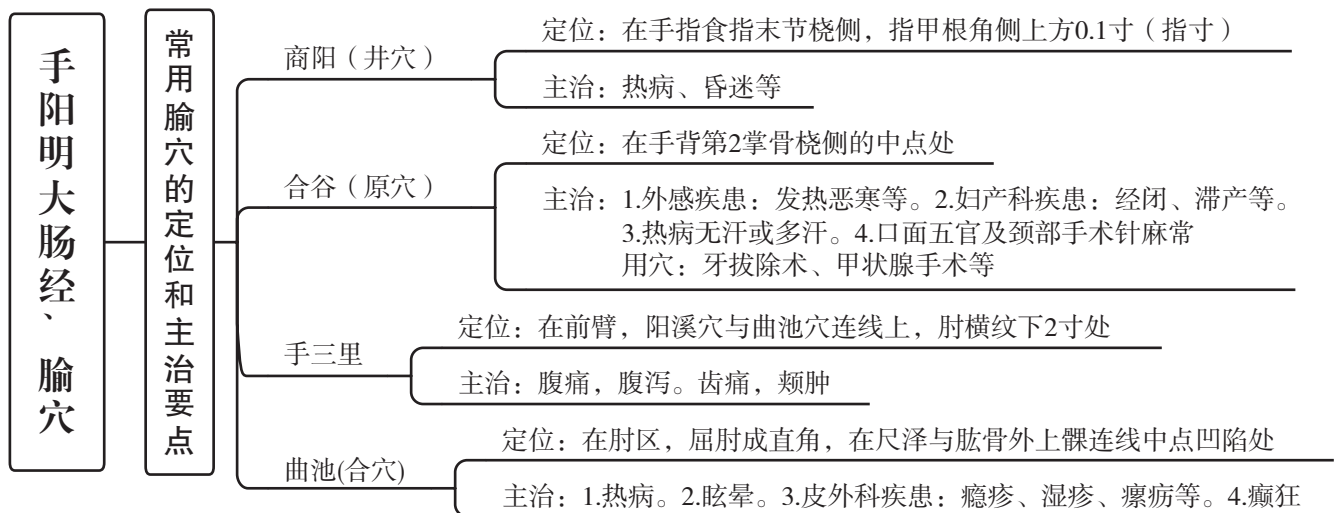 手阳明大肠经、腧穴
常用腧穴的定位和主治要点
商阳（井穴）
定位：在手指食指末节桡侧，指甲根角侧上方0.1寸（指寸）
主治：热病、昏迷等
合谷（原穴）
定位：在手背第2掌骨桡侧的中点处
主治：1.外感疾患：发热恶寒等。2.妇产科疾患：经闭、滞产等。
3.热病无汗或多汗。4.口面五官及颈部手术针麻常
用穴：牙拔除术、甲状腺手术等
手三里
定位：在前臂，阳溪穴与曲池穴连线上，肘横纹下2寸处
主治：腹痛，腹泻。齿痛，颊肿
曲池(合穴)
定位：在肘区，屈肘成直角，在尺泽与肱骨外上髁连线中点凹陷处
主治：1.热病。2.眩晕。3.皮外科疾患：瘾疹、湿疹、瘰疬等。4.癫狂